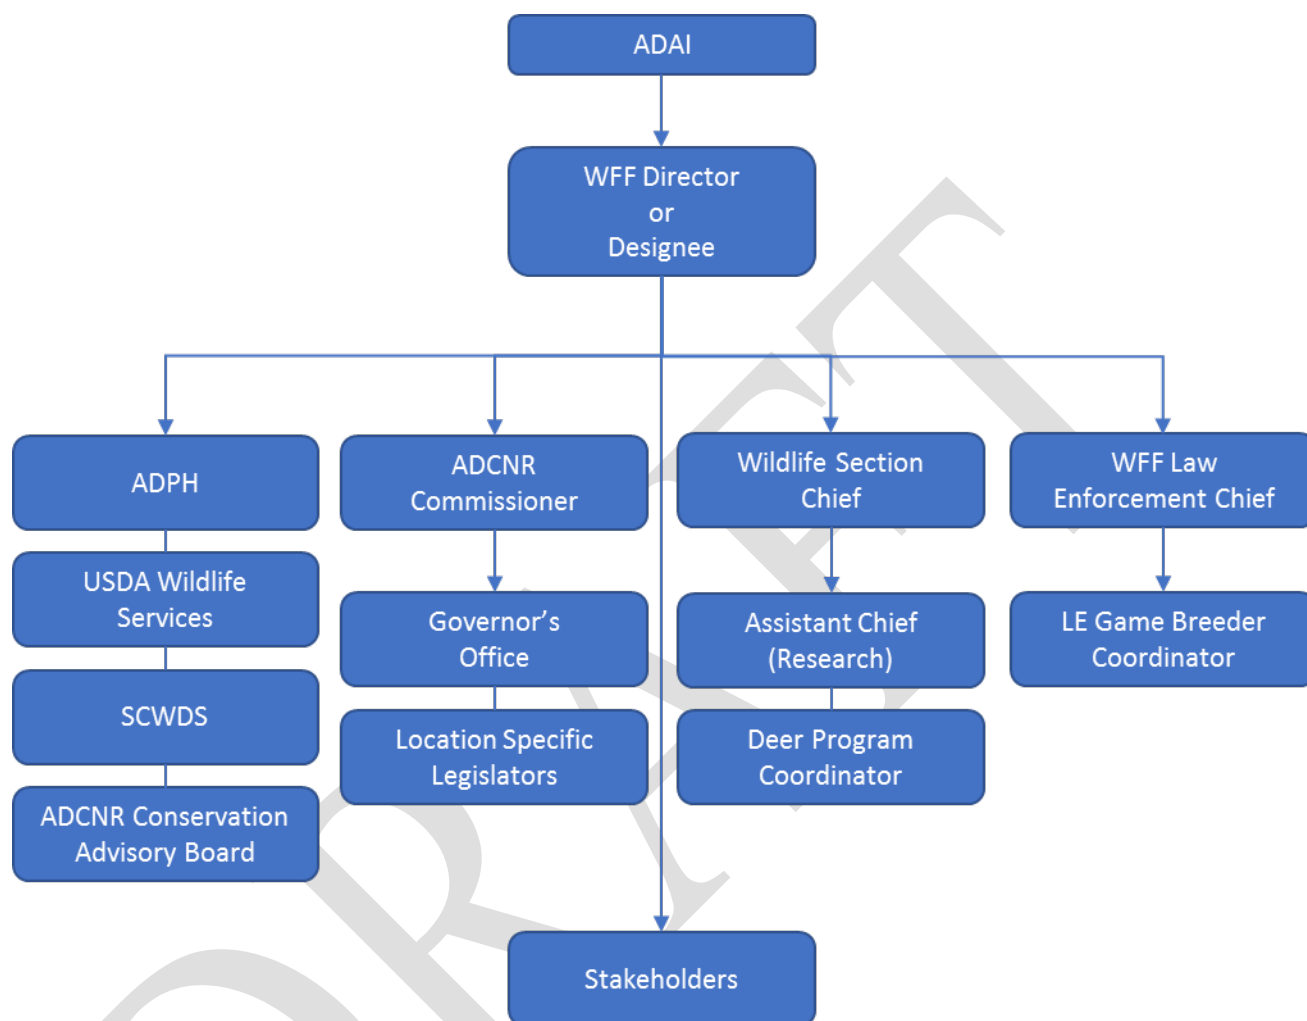 ADAI
WFF Director
or
Designee
ADPH
USDA Wildlife
Services
SCWDS
ADCNR Conservation
Advisory Board
ADCNR
Commissioner
Governor’s
Office
Location Specific
Legislators
Wildlife Section
Chief
Assistant Chief
(Research)
Deer Program
Coordinator
WFF Law
Enforcement Chief
LE Game Breeder
Coordinator
Stakeholders
DRAFT